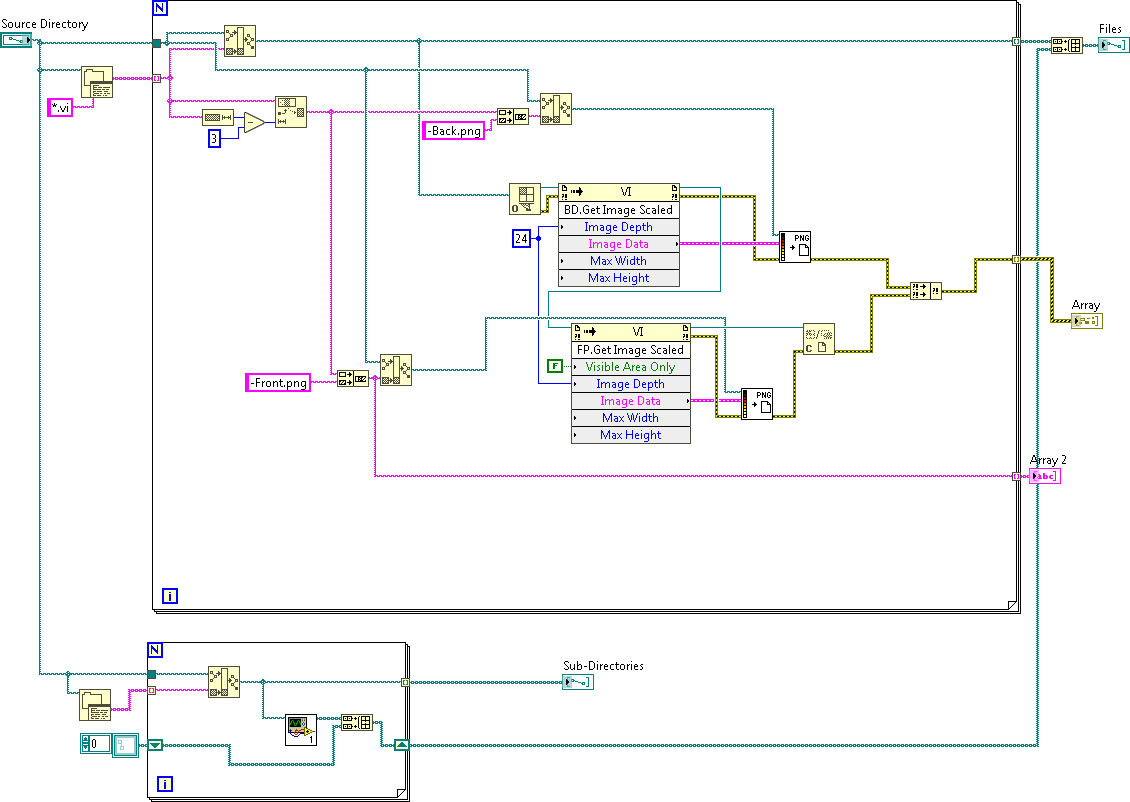 N
Source Directory
Files
*.vi
3
-Back.png
VI
BD.Get Image Scaled
24
Image Depth
PNG
Image Data
Max Width
Max Height
0
Array
VI
FP.Get Image Scaled
F
Visible Area Only
-Front.png
Image Depth
PNG
Image Data
Max Width
Max Height
C
Array 2
abc
i
N
Sub-Directories
1
0
i